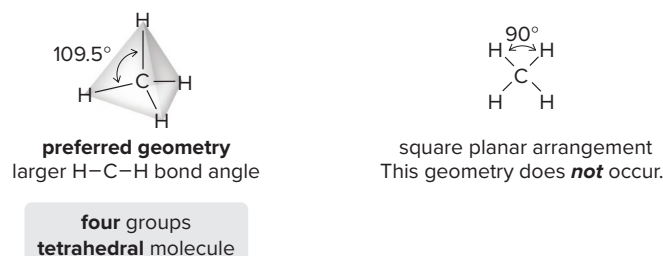 H
109.5°
C
H
H
H
preferred geometry
larger H–C–H bond angle
four groups
tetrahedral molecule
90°
H H
C
H H
square planar arrangement
This geometry does not occur.